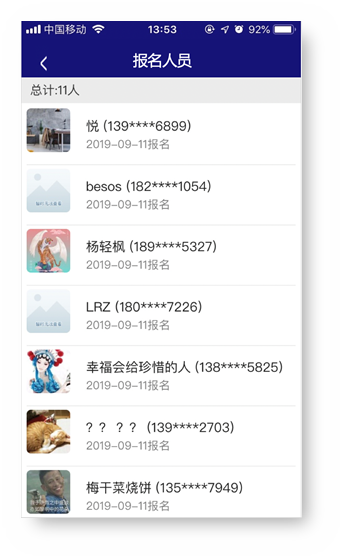 中国移动 13:53 92%
报名人员
总计:11人
悦 (139****6899)
2019-09-11报名
besos (182****1054)
2019-09-11报名
杨轻枫 (189****5327)
2019-09-11报名
LRZ (180****7226)
2019-09-11报名
幸福会给珍惜的人 (138****5825)
2019-09-11报名
？？ ？？ (139****2703)
2019-09-11报名
梅干菜烧饼 (135****7949)
2019-09-11报名